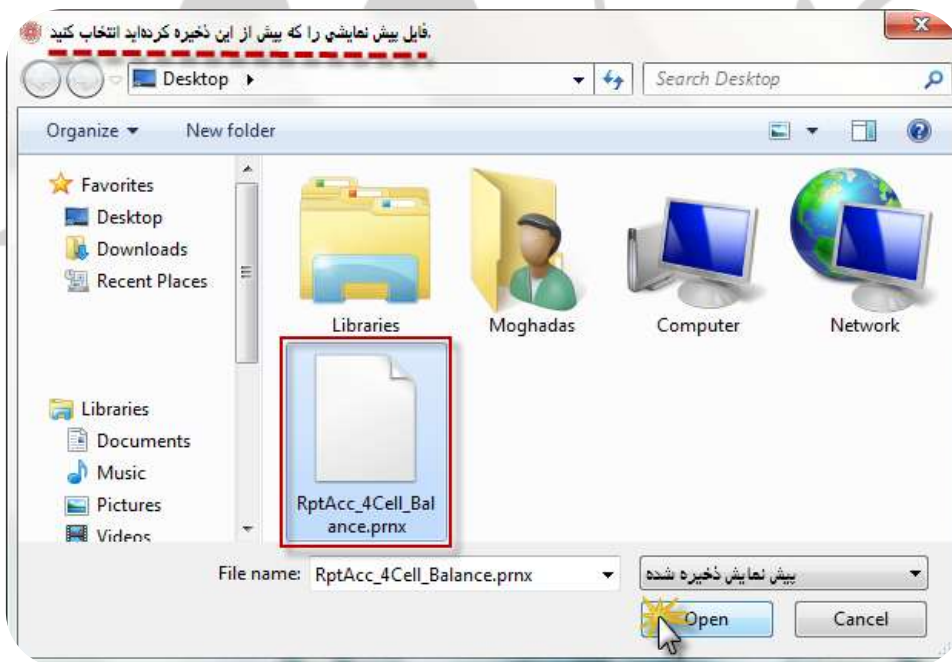 فایل پیش نمایشی را که پیش از این ذخیره کرده‌اید انتخاب کنید.
Desktop
Search Desktop
Organize
New folder
Favorites
Desktop
Downloads
Recent Places
Libraries
Documents
Music
Pictures
Videos
Libraries
Moghadas
Computer
Network
RptAcc_4Cell_Bal
ance.prnx
File name:
RptAcc_4Cell_Balance.prnx
پیش نمایش ذخیره شده
Open
Cancel